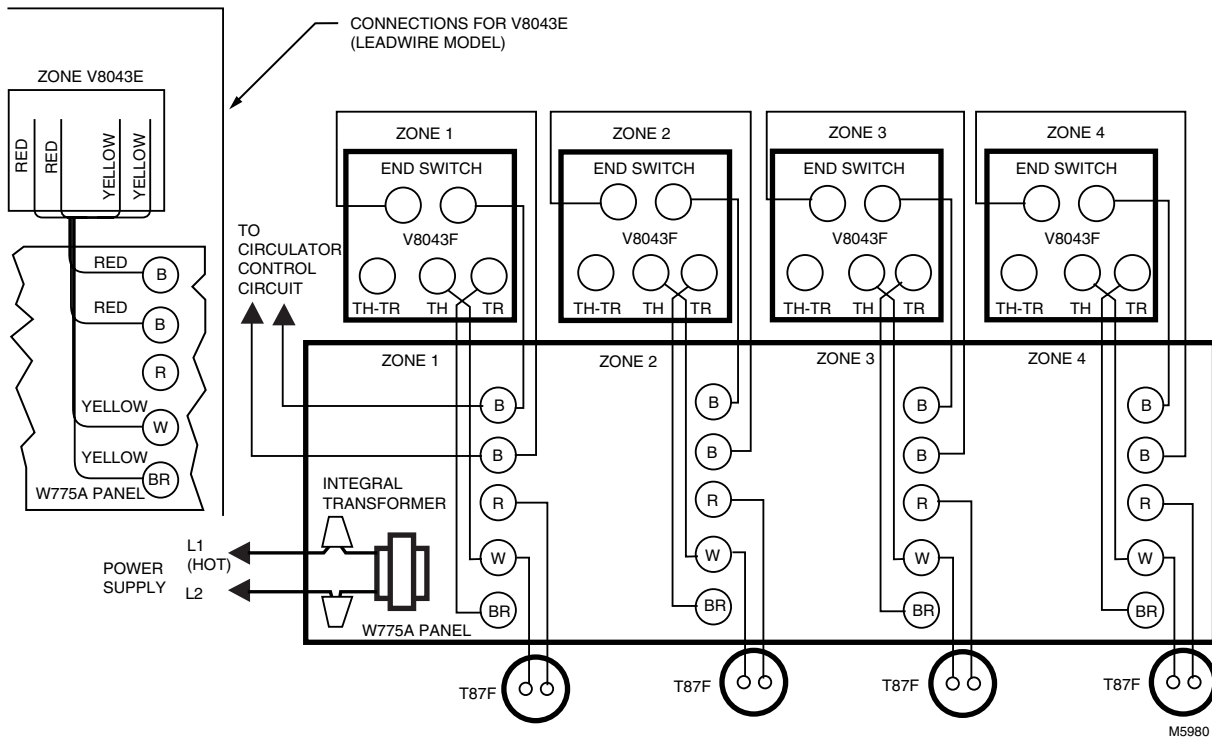 CONNECTIONS FOR V8043E
(LEADWIRE MODEL)
ZONE V8043E
RED
RED
YELLOW
YELLOW
RED
B
RED
B
R
YELLOW
W
YELLOW
BR
W775A PANEL
TO
CIRCULATOR
CONTROL
CIRCUIT
ZONE 1
END SWITCH
V8043F
TH-TR
TH
TR
ZONE 2
END SWITCH
V8043F
TH-TR
TH
TR
ZONE 3
END SWITCH
V8043F
TH-TR
TH
TR
ZONE 4
END SWITCH
V8043F
TH-TR
TH
TR
ZONE 1
B
B
R
W
BR
ZONE 2
B
B
R
W
BR
ZONE 3
B
B
R
W
BR
ZONE 4
B
B
R
W
BR
INTEGRAL
TRANSFORMER
L1
(HOT)
POWER
SUPPLY
L2
W775A PANEL
T87F
T87F
T87F
T87F
M5980